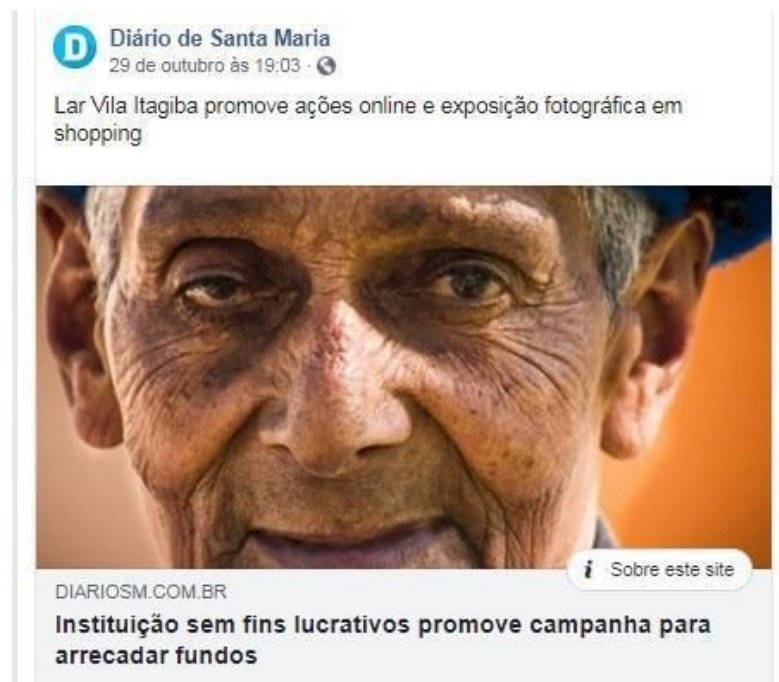 D
Diário de Santa Maria
29 de outubro às 19:03 ·
Lar Vila Itagiba promove ações online e exposição fotográfica em
shopping
i Sobre este site
DIARIOSM.COM.BR
Instituição sem fins lucrativos promove campanha para
arrecadar fundos